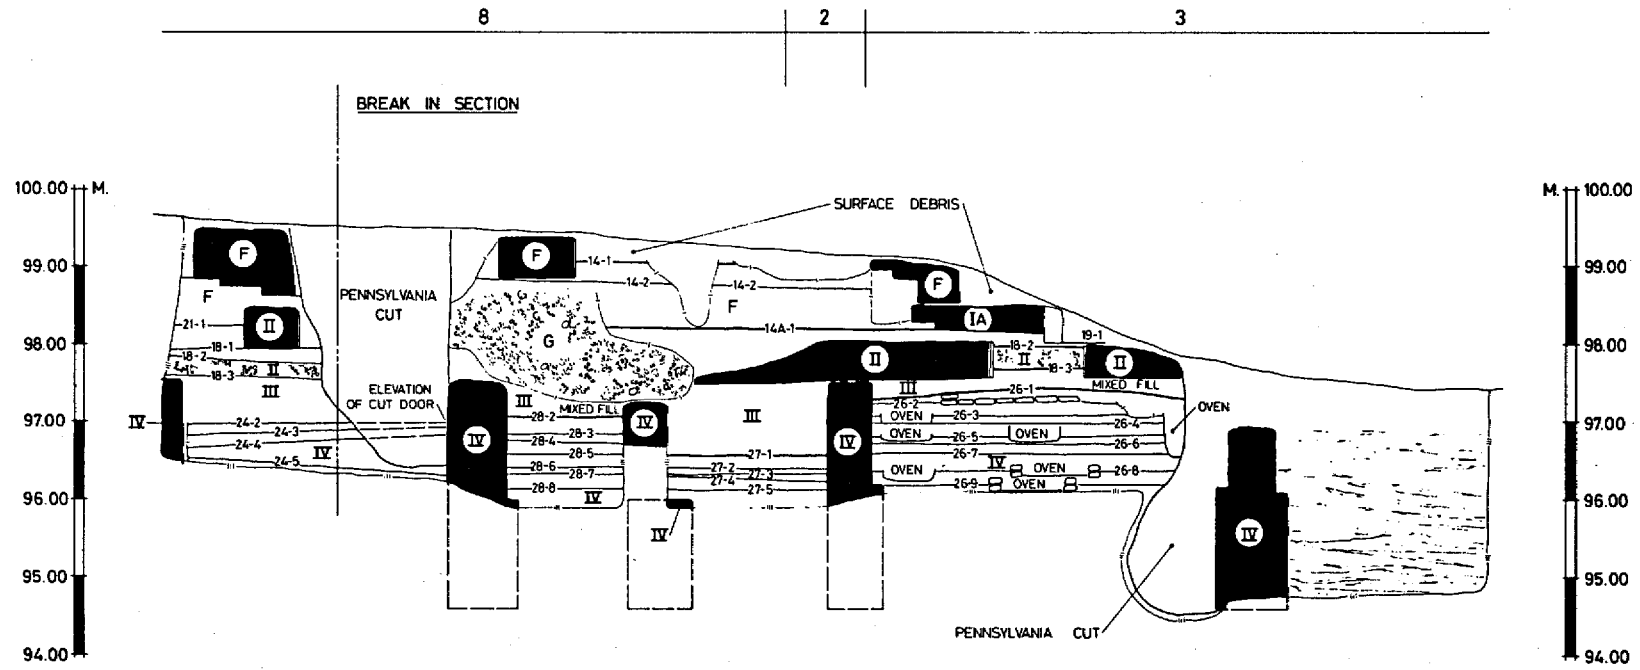 8 2 3
BREAK IN SECTION
100.00 M.
M. 100.00
SURFACE DEBRIS
F
F
14-1
99.00
99.00
14-2
14-2
F
F
PENNSYLVANIA
CUT
F
II
21-1
G
G
14A-1
IA
19-1
98.00
98.00
18-1
18-2
18-2
II
II
II
18-3
II
18-3
III
ELEVATION
OF CUT DOOR
III
MIXED FILL
III
III
26-1
MIXED FILL
97.00
97.00
IV
24-2
24-3
24-4
24-5
IV
IV
28-2
28-3
28-4
28-5
28-6
28-7
28-8
IV
IV
27-1
27-2
27-3
27-4
27-5
IV
26-2
OVEN
26-3
26-4
OVEN
OVEN
26-5
OVEN
26-6
26-7
IV
OVEN
OVEN
26-8
26-9
OVEN
96.00
96.00
IV
IV
95.00
95.00
PENNSYLVANIA CUT
94.00
94.00